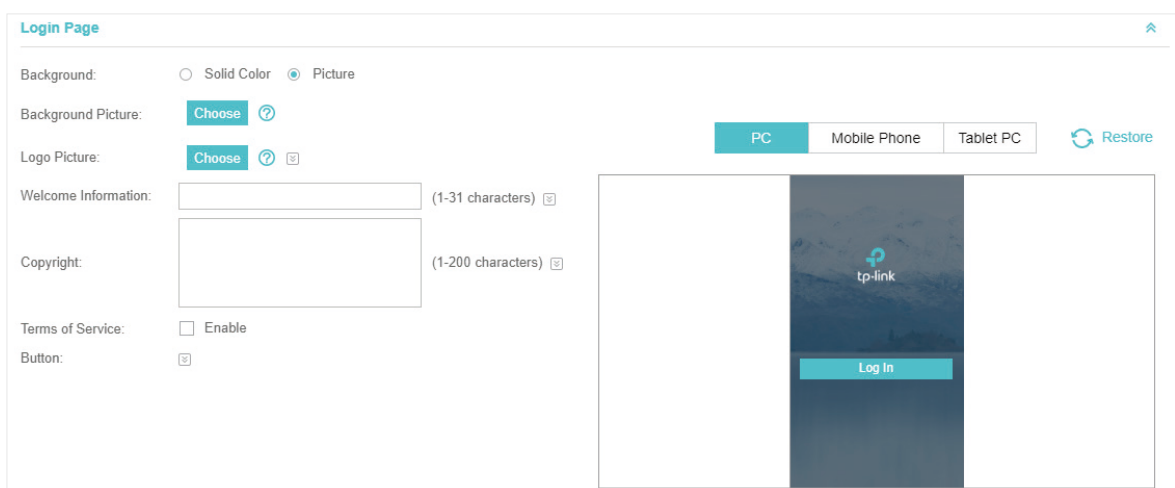 Login Page
Background: Solid Color Picture
Background Picture: Choose ?
Logo Picture: Choose ?
Welcome Information: (1-31 characters)
Copyright: (1-200 characters)
Terms of Service: Enable
Button:
PC Mobile Phone Tablet PC Restore
tp-link
Log In